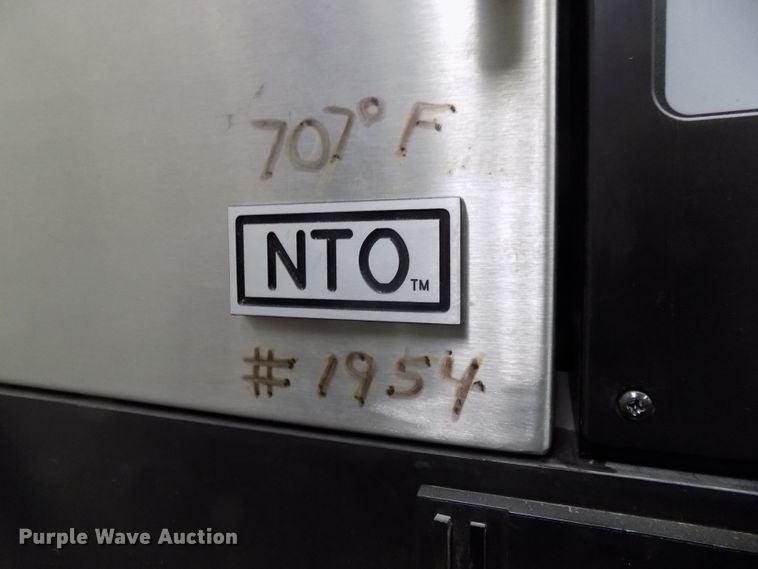 707° F
NTO™
# 1954
Purple Wave Auction